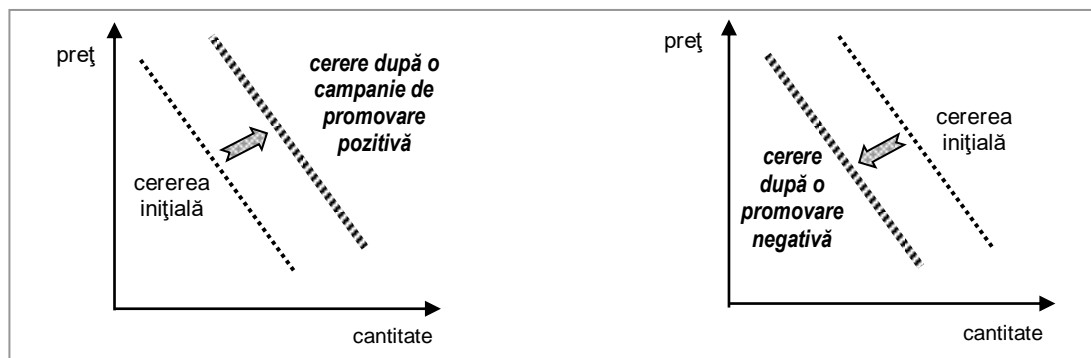 preţ
cerere după o
campanie de
promovare
pozitivă
cererea
iniţială
cantitate
preţ
cererea
iniţială
cerere
după o
promovare
negativă
cantitate